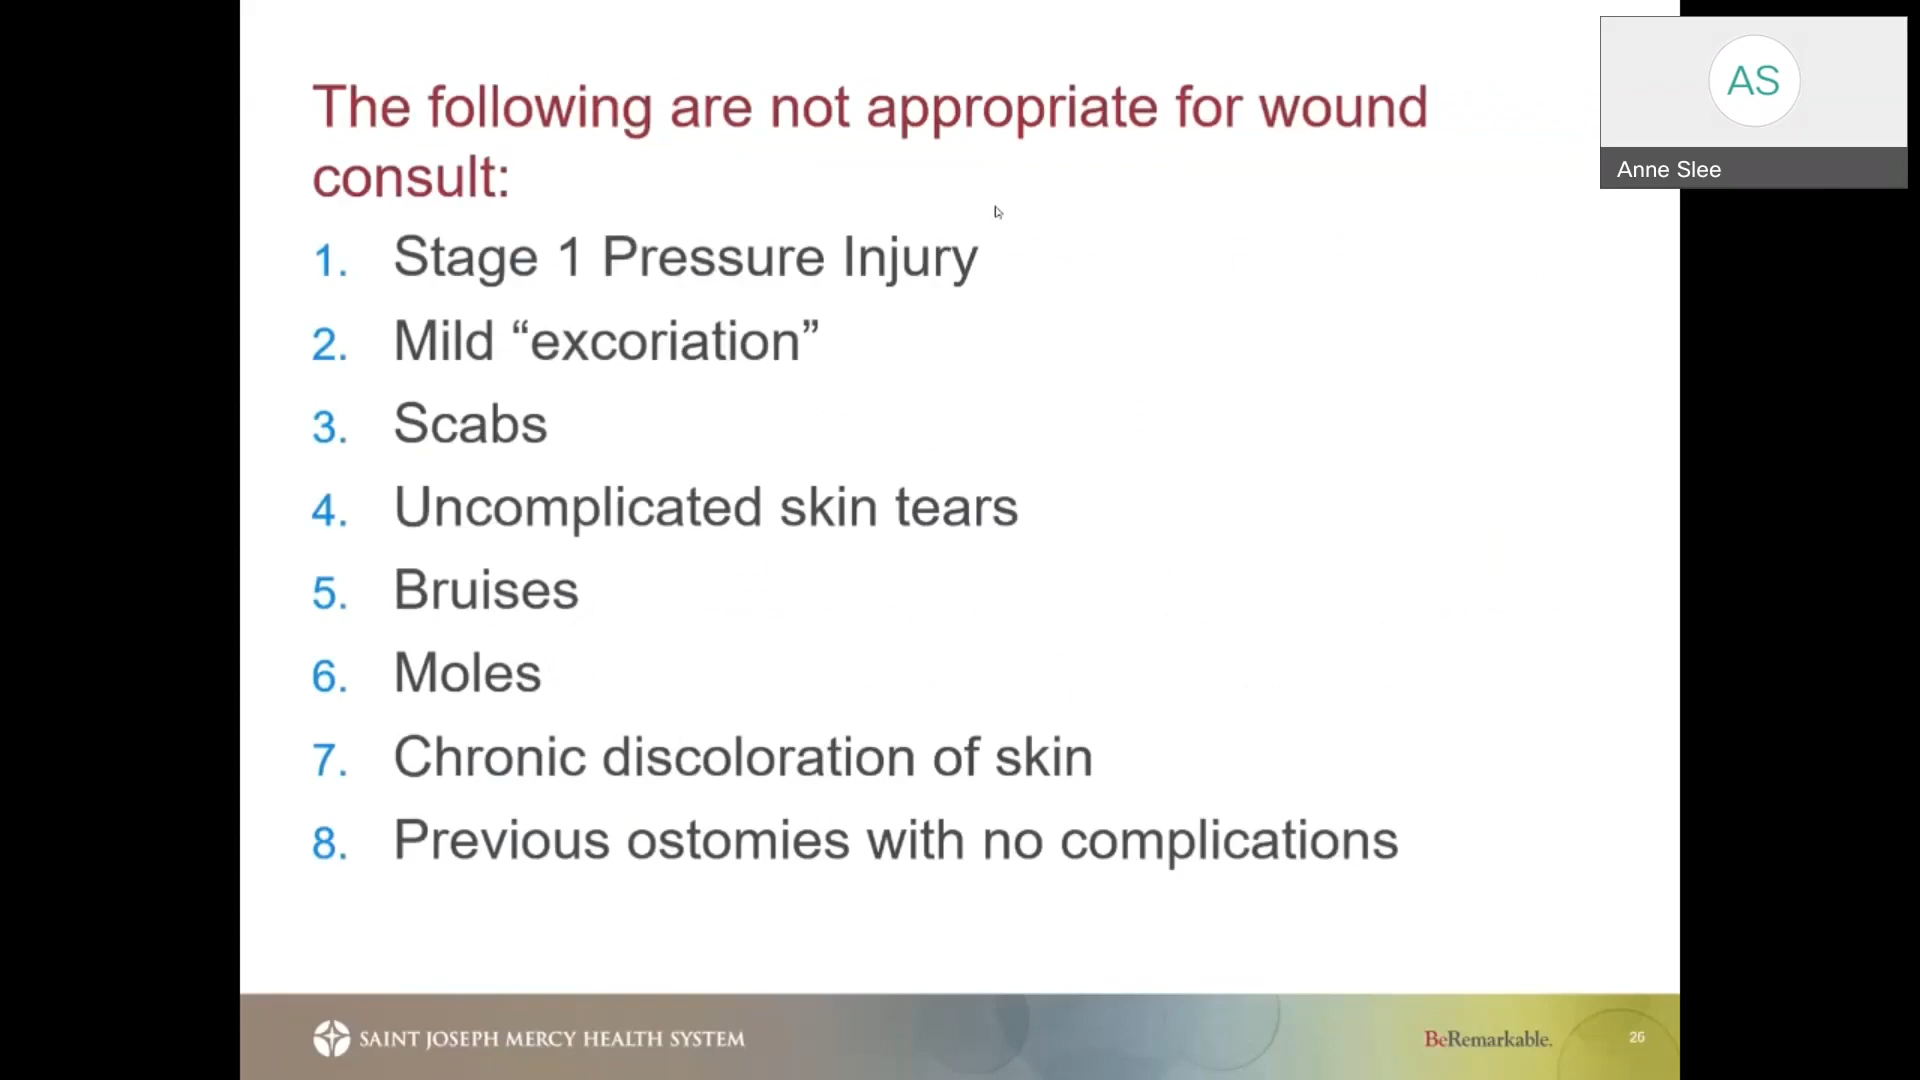 The following are not appropriate for wound
consult:
1. Stage 1 Pressure Injury
2. Mild “excoriation”
3. Scabs
4. Uncomplicated skin tears
5. Bruises
6. Moles
7. Chronic discoloration of skin
8. Previous ostomies with no complications
AS
Anne Slee
SAINT JOSEPH MERCY HEALTH SYSTEM
BeRemarkable.
26